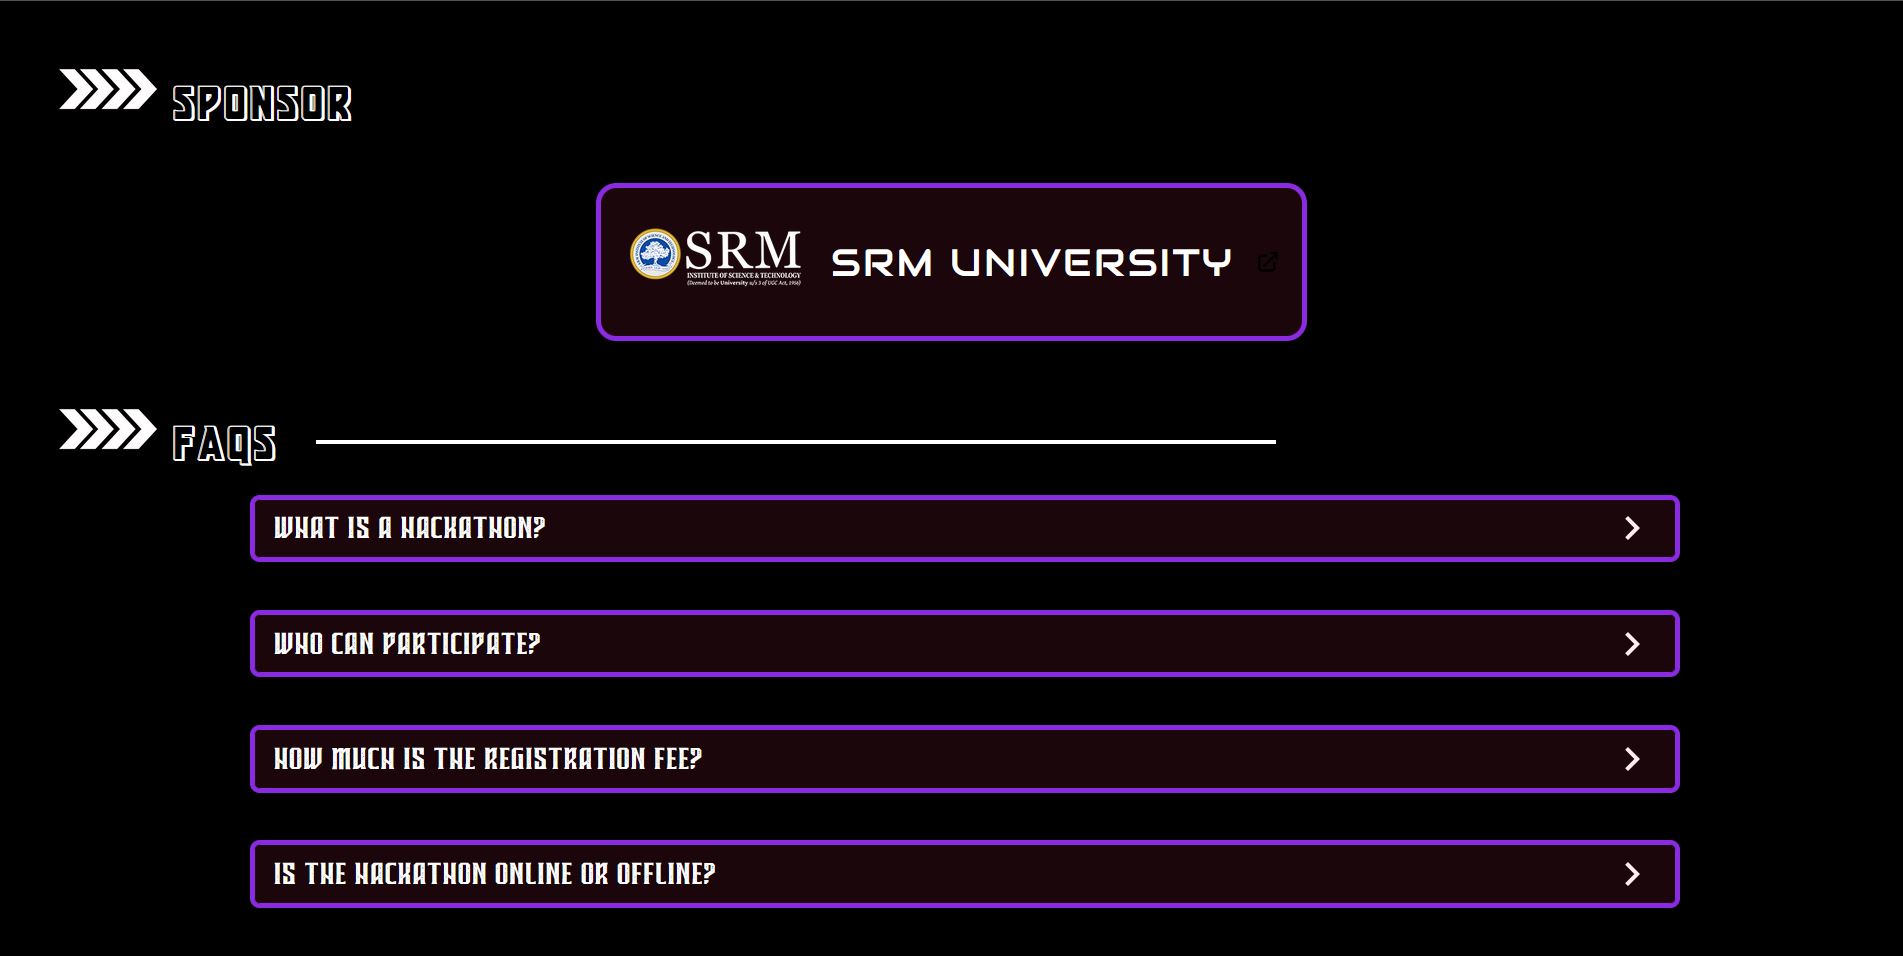 SPONSOR
SRM
INSTITUTE OF SCIENCE & TECHNOLOGY
(Deemed to be University u/s 3 of UGC Act, 1956)
SRM UNIVERSITY
FAQS
WHAT IS A HACKATHON?
WHO CAN PARTICIPATE?
HOW MUCH IS THE REGISTRATION FEE?
IS THE HACKATHON ONLINE OR OFFLINE?